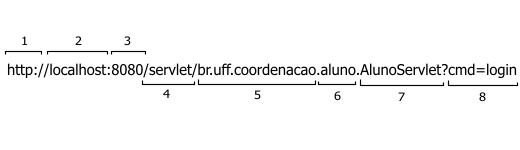 1 2 3
http://localhost:8080/servlet/br.uff.coordenacao.aluno.AlunoServlet?cmd=login
4 5 6 7 8